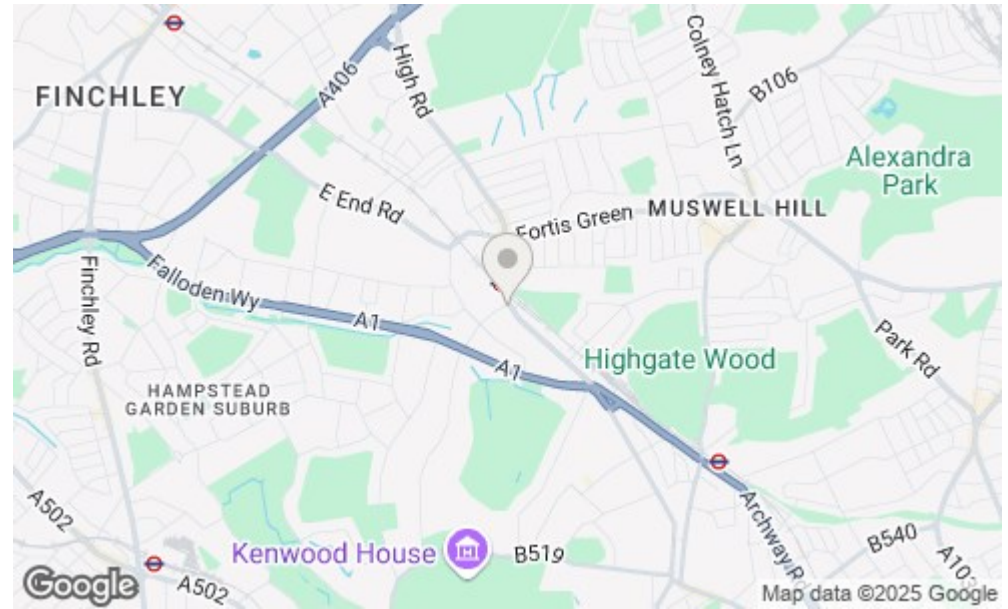 FINCHLEY
A406
High Rd
Colney Hatch Ln
B106
Alexandra
Park
E End Rd
Fortis Green
MUSWELL HILL
Falloden Wy
Finchley Rd
A1
A1
Highgate Wood
Park Rd
HAMPSTEAD
GARDEN SUBURB
A502
Kenwood House
B519
Archway Rd
B540
A103
A502
Google
Map data ©2025 Google